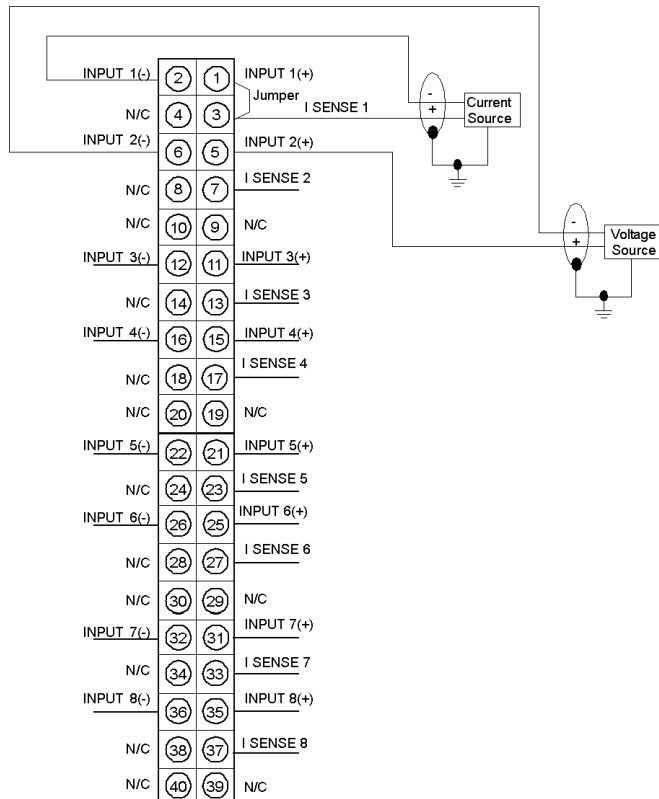 INPUT 1(-) 2 1 INPUT 1(+)
Jumper
N/C 4 3 I SENSE 1
INPUT 2(-) 6 5 INPUT 2(+)
N/C 8 7 I SENSE 2
N/C 10 9 N/C
INPUT 3(-) 12 11 INPUT 3(+)
N/C 14 13 I SENSE 3
INPUT 4(-) 16 15 INPUT 4(+)
N/C 18 17 I SENSE 4
N/C 20 19 N/C
INPUT 5(-) 22 21 INPUT 5(+)
N/C 24 23 I SENSE 5
INPUT 6(-) 26 25 INPUT 6(+)
N/C 28 27 I SENSE 6
N/C 30 29 N/C
INPUT 7(-) 32 31 INPUT 7(+)
N/C 34 33 I SENSE 7
INPUT 8(-) 36 35 INPUT 8(+)
N/C 38 37 I SENSE 8
N/C 40 39 N/C
-
+
Current
Source
-
+
Voltage
Source